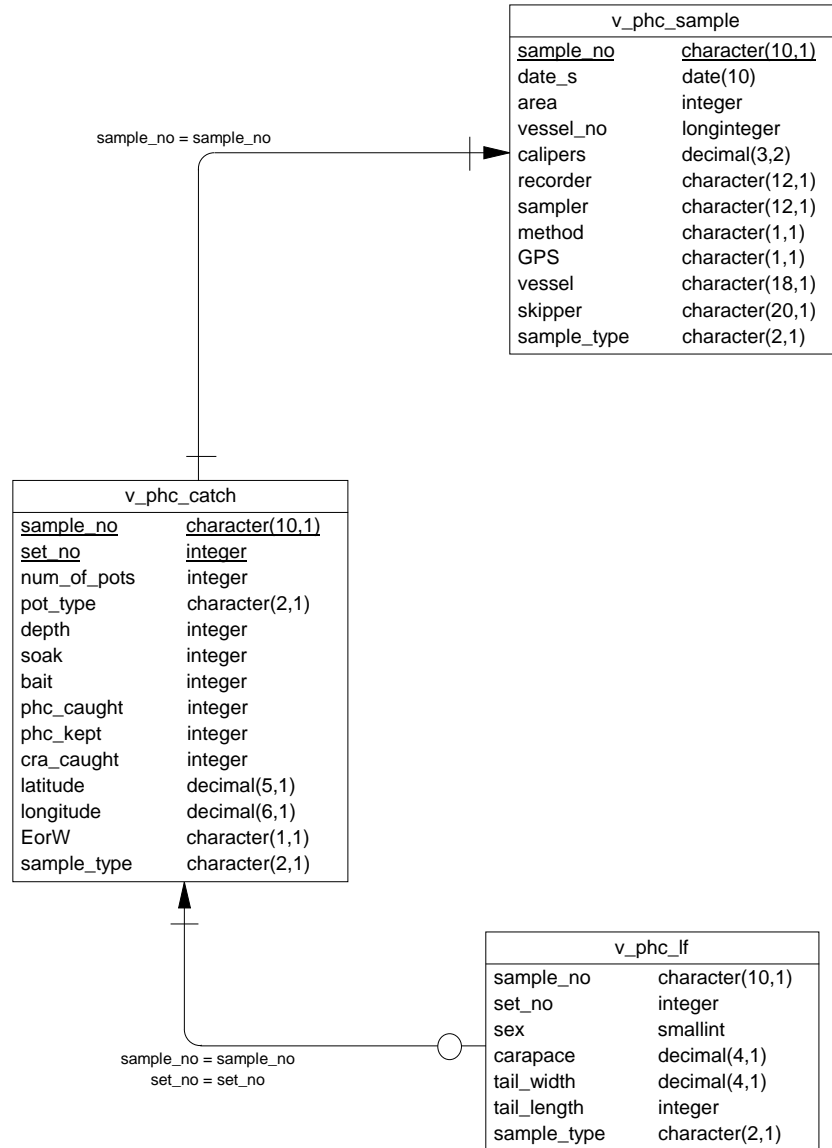 v_phc_sample
sample_no character(10,1)
date_s date(10)
area integer
vessel_no longinteger
calipers decimal(3,2)
recorder character(12,1)
sampler character(12,1)
method character(1,1)
GPS character(1,1)
vessel character(18,1)
skipper character(20,1)
sample_type character(2,1)
sample_no = sample_no
v_phc_catch
sample_no character(10,1)
set_no integer
num_of_pots integer
pot_type character(2,1)
depth integer
soak integer
bait integer
phc_caught integer
phc_kept integer
cra_caught integer
latitude decimal(5,1)
longitude decimal(6,1)
EorW character(1,1)
sample_type character(2,1)
sample_no = sample_no
set_no = set_no
v_phc_lf
sample_no character(10,1)
set_no integer
sex smallint
carapace decimal(4,1)
tail_width decimal(4,1)
tail_length integer
sample_type character(2,1)